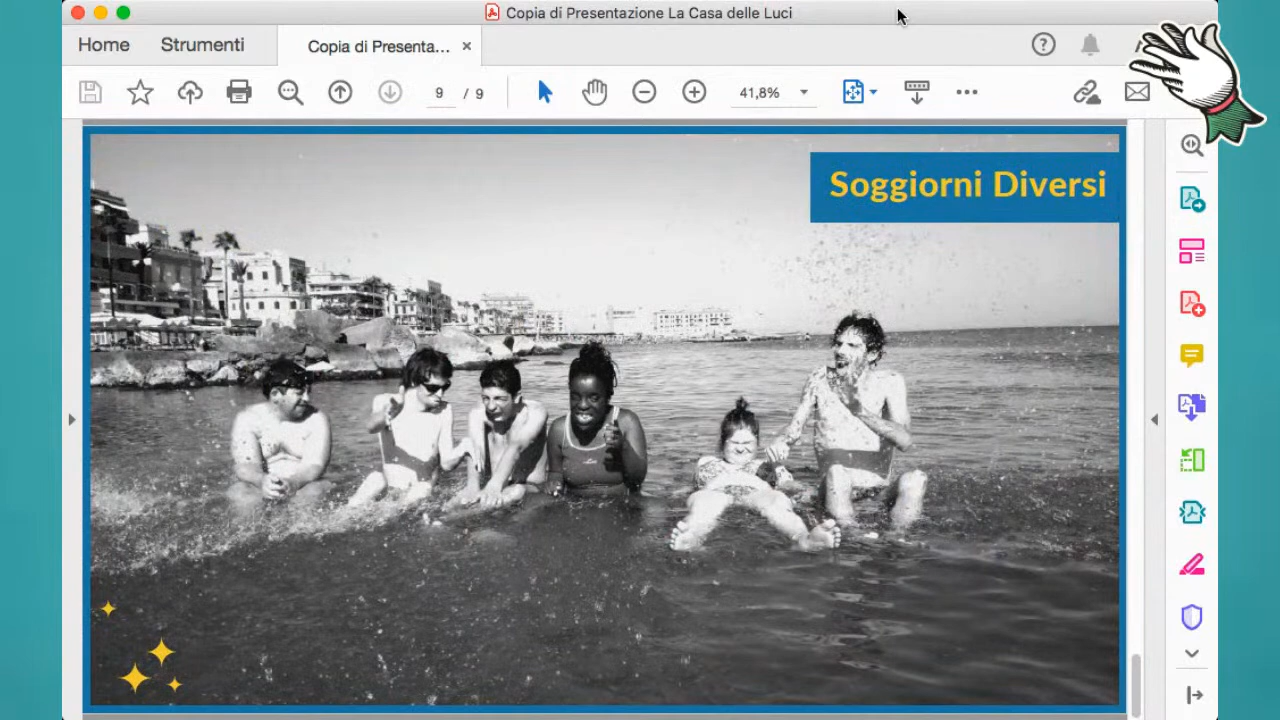 Copia di Presentazione La Casa delle Luci
Home
Strumenti
Copia di Presenta...
9 / 9
41,8%
Soggiorni Diversi